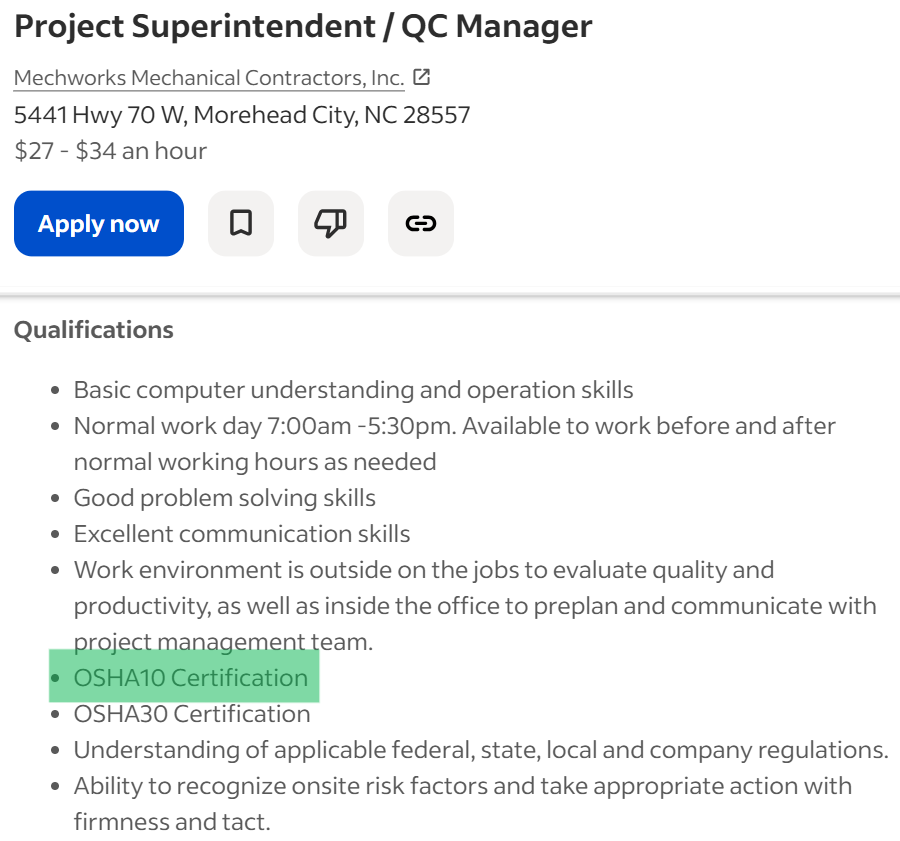 Project Superintendent / QC Manager
Mechworks Mechanical Contractors, Inc.
5441 Hwy 70 W, Morehead City, NC 28557
$27 - $34 an hour
Apply now
Qualifications
• Basic computer understanding and operation skills
• Normal work day 7:00am -5:30pm. Available to work before and after
normal working hours as needed
• Good problem solving skills
• Excellent communication skills
• Work environment is outside on the jobs to evaluate quality and
productivity, as well as inside the office to preplan and communicate with
project management team.
• OSHA10 Certification
• OSHA30 Certification
• Understanding of applicable federal, state, local and company regulations.
• Ability to recognize onsite risk factors and take appropriate action with
firmness and tact.